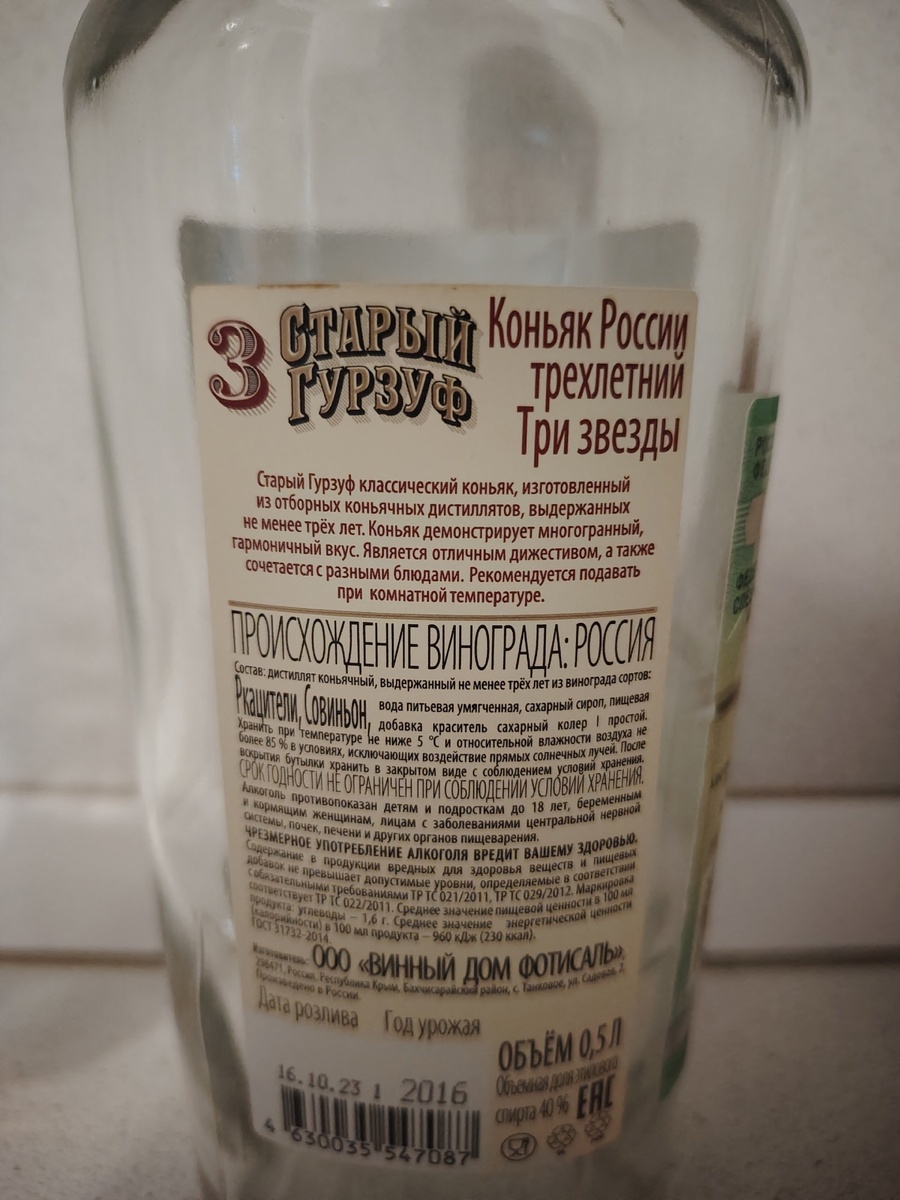 3 СТАРЫЙ
ГУРЗУФ
Коньяк России
трехлетний
Три звезды
Старый Гурзуф классический коньяк, изготовленный
из отборных коньячных дистиллятов, выдержанных
не менее трёх лет. Коньяк демонстрирует многогранный,
гармоничный вкус. Является отличным дижестивом, а также
сочетается с разными блюдами. Рекомендуется подавать
при комнатной температуре.
ПРОИСХОЖДЕНИЕ ВИНОГРАДА: РОССИЯ
Состав: дистиллят коньячный, выдержанный не менее трёх лет из винограда сортов:
Ркацители, Совиньон, вода питьевая умягченная, сахарный сироп, пищевая
добавка краситель сахарный колер I простой.
Хранить при температуре не ниже 5 °С и относительной влажности воздуха не
более 85 % в условиях, исключающих воздействие прямых солнечных лучей. После
вскрытия бутылки хранить в закрытом виде с соблюдением условий хранения.
СРОК ГОДНОСТИ НЕ ОГРАНИЧЕН ПРИ СОБЛЮДЕНИИ УСЛОВИЙ ХРАНЕНИЯ.
Алкоголь противопоказан детям и подросткам до 18 лет, беременным
и кормящим женщинам, лицам с заболеваниями центральной нервной
системы, почек, печени и других органов пищеварения.
ЧРЕЗМЕРНОЕ УПОТРЕБЛЕНИЕ АЛКОГОЛЯ ВРЕДИТ ВАШЕМУ ЗДОРОВЬЮ.
Содержание в продукции вредных для здоровья веществ и пищевых
добавок не превышает допустимые уровни, определяемые в соответствии
с обязательными требованиями ТР ТС 021/2011, ТР ТС 029/2012. Маркировка
соответствует ТР ТС 022/2011. Среднее значение пищевой ценности в 100 мл
продукта: углеводы – 1,6 г. Среднее значение энергетической ценности
(калорийности) в 100 мл продукта – 960 кДж (230 ккал).
ГОСТ 31732-2014
Изготовитель: ООО «ВИННЫЙ ДОМ ФОТИСАЛЬ»,
298471, Россия, Республика Крым, Бахчисарайский район, с. Танковое, ул. Садовая, 2.
Произведено в России.
Дата розлива Год урожая
16.10.23 1 2016
ОБЪЁМ 0,5 Л
Объемная доля этилового
спирта 40 % EAC
4 630035 547087